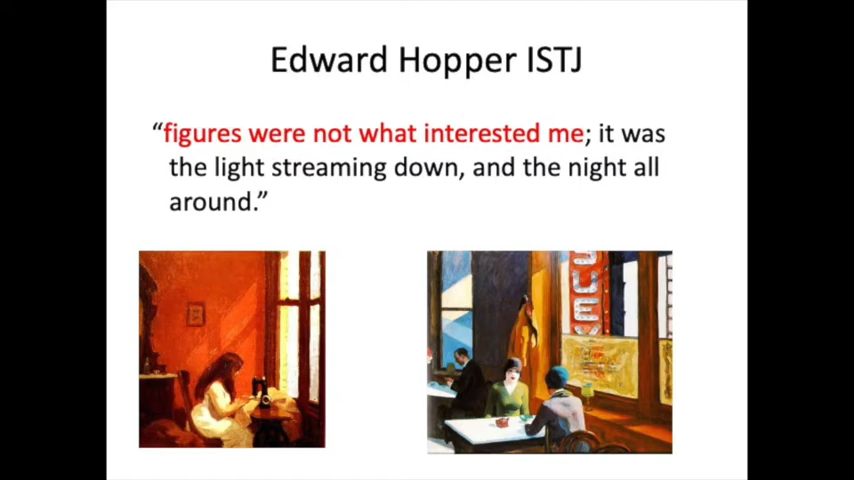 Edward Hopper ISTJ
“figures were not what interested me; it was
the light streaming down, and the night all
around.”
SUEY